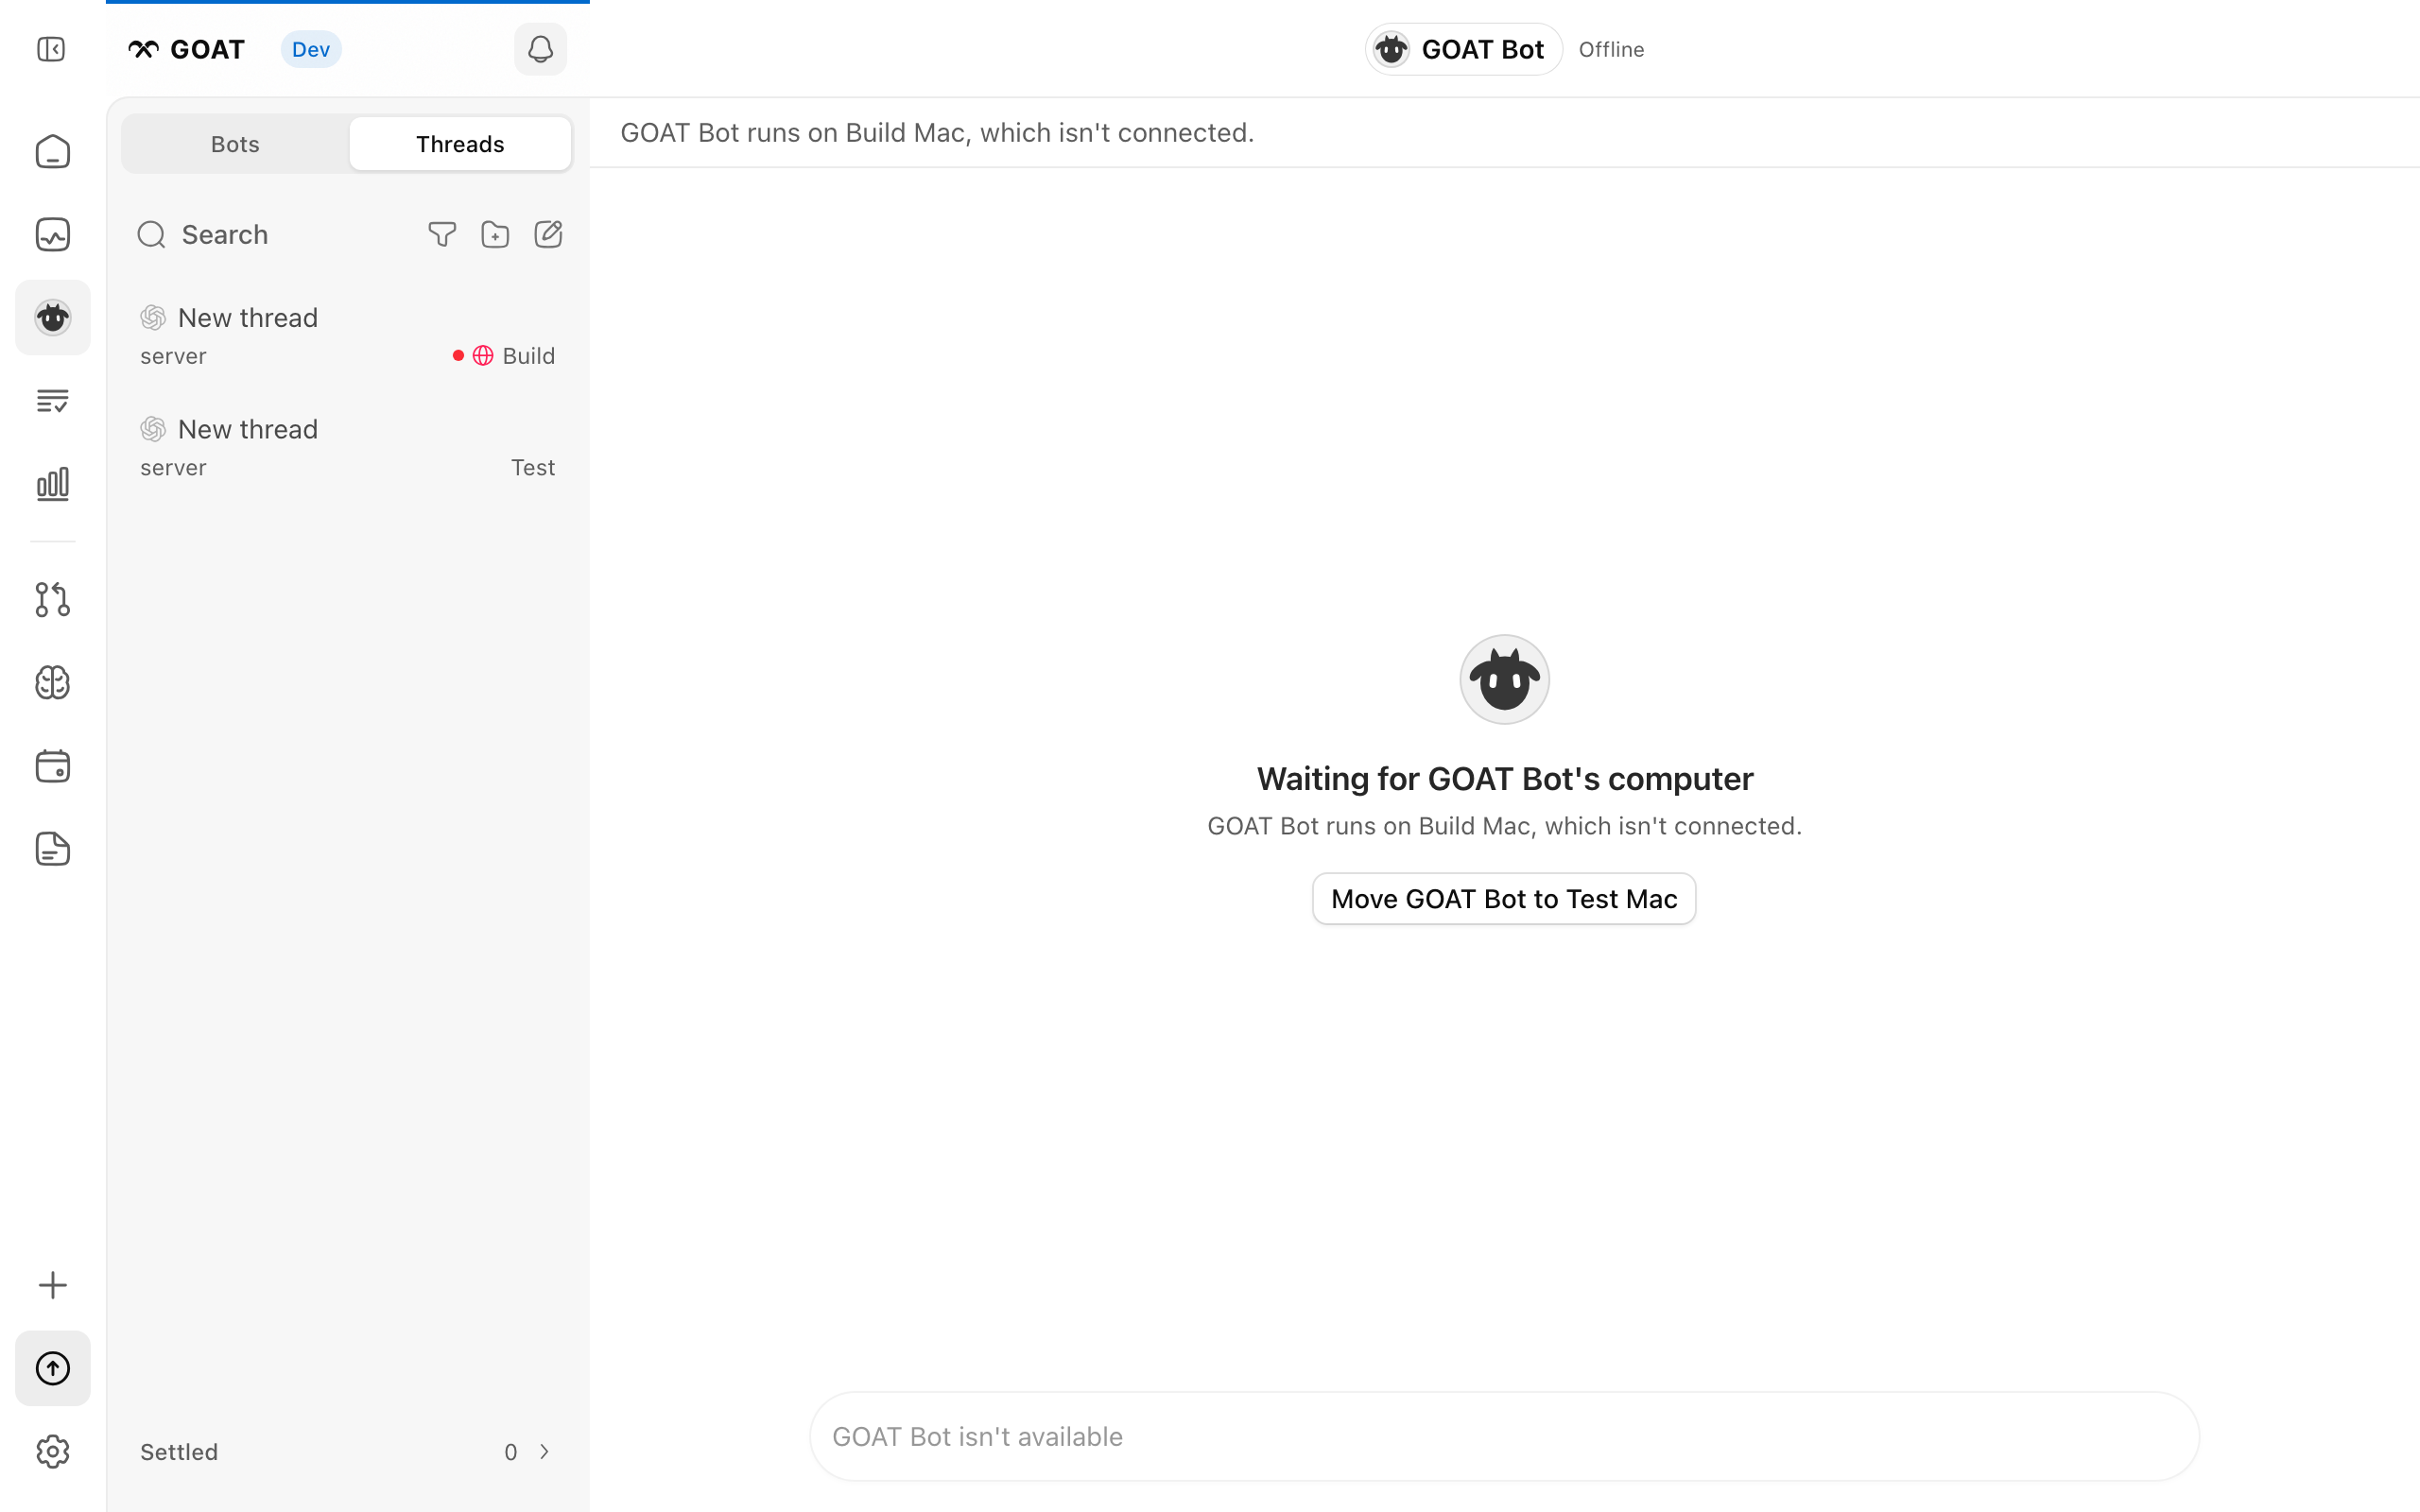 GOAT Dev
GOAT Bot Offline
Bots Threads
GOAT Bot runs on Build Mac, which isn't connected.
Search
New thread
server Build
New thread
server Test
Waiting for GOAT Bot's computer
GOAT Bot runs on Build Mac, which isn't connected.
Move GOAT Bot to Test Mac
GOAT Bot isn't available
Settled 0